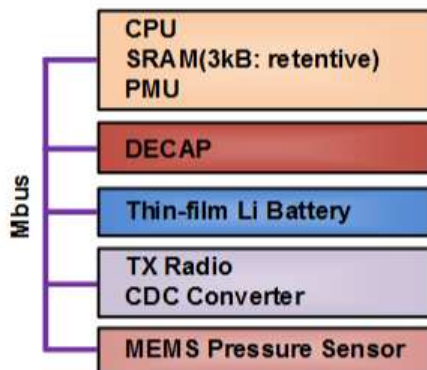 Mbus
CPU
SRAM(3kB: retentive)
PMU
DECAP
Thin-film Li Battery
TX Radio
CDC Converter
MEMS Pressure Sensor